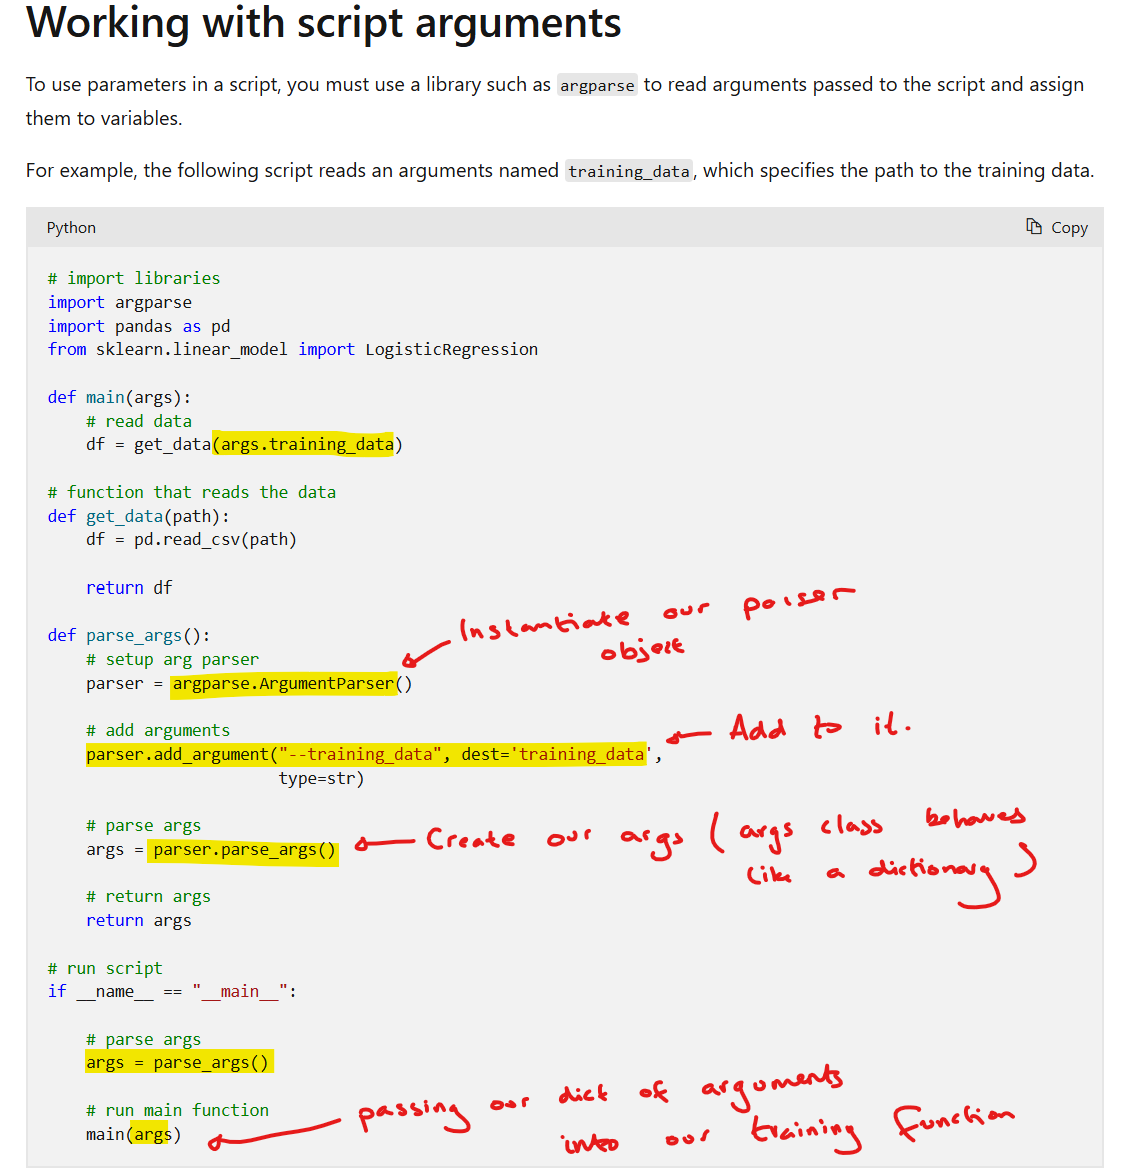 Working with script arguments
To use parameters in a script, you must use a library such as argparse to read arguments passed to the script and assign
them to variables.
For example, the following script reads an arguments named training_data, which specifies the path to the training data.
Python
Copy
# import libraries
import argparse
import pandas as pd
from sklearn.linear_model import LogisticRegression
def main(args):
    # read data
    df = get_data(args.training_data)
# function that reads the data
def get_data(path):
    df = pd.read_csv(path)
    return df
Instantiate our parser
object
def parse_args():
    # setup arg parser
    parser = argparse.ArgumentParser()
Add to it.
    # add arguments
    parser.add_argument("--training_data", dest='training_data',
                        type=str)
Create our args (args class behaves
like a dictionary)
    # parse args
    args = parser.parse_args()
    # return args
    return args
# run script
if __name__ == "__main__":
    # parse args
    args = parse_args()
passing our dict of arguments
into our training function
    # run main function
    main(args)